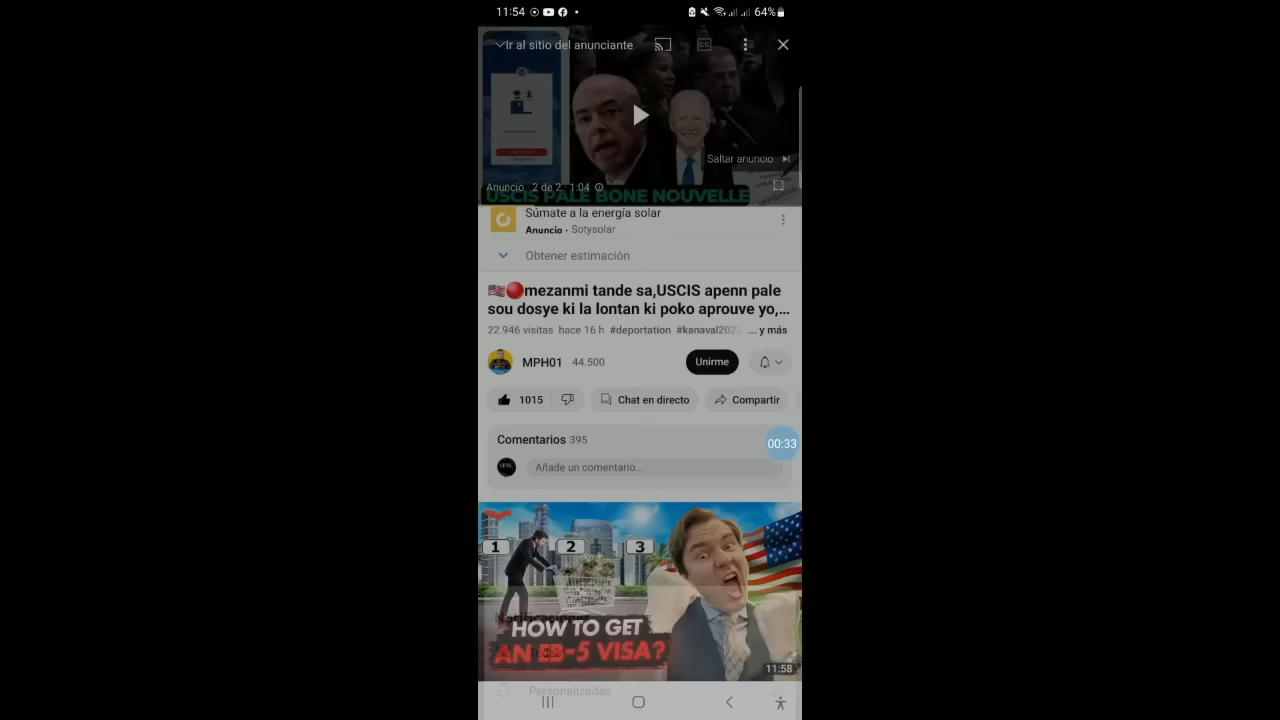 11:54
64%
Ir al sitio del anunciante
CC
Saltar anuncio
Anuncio · 2 de 2 · 1:04
USCIS PALE BONE NOUVELLE
Súmate a la energía solar
Anuncio · Sotysolar
Obtener estimación
mezanmi tande sa,USCIS apenn pale
sou dosye ki la lontan ki poko aprouve yo,...
22.946 visitas hace 16 h #deportation #kanaval202 ... y más
MPH01 44.500
Unirme
1015
Chat en directo
Compartir
Comentarios 395
00:33
Añade un comentario...
1 2 3
Notificaciones
HOW TO GET
AN EB-5 VISA?
Todas
11:58
Personalizadas